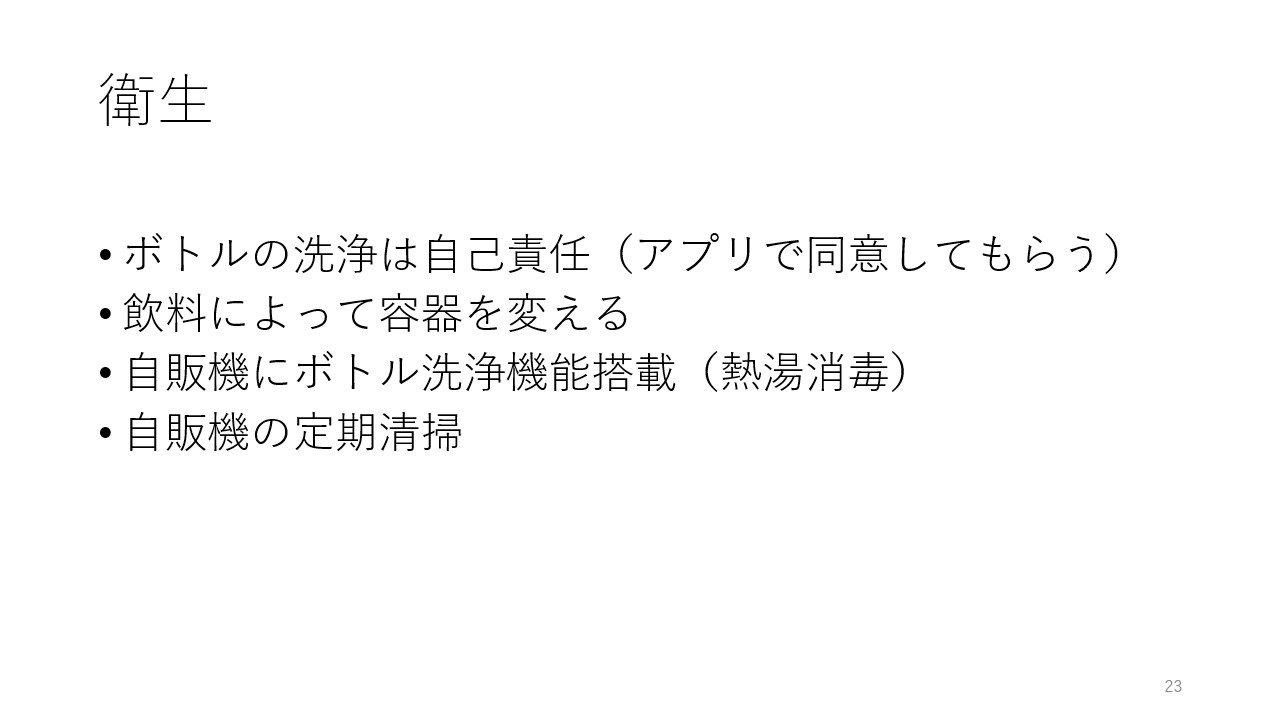 衛生
• ボトルの洗浄は自己責任（アプリで同意してもらう）
• 飲料によって容器を変える
• 自販機にボトル洗浄機能搭載（熱湯消毒）
• 自販機の定期清掃
23